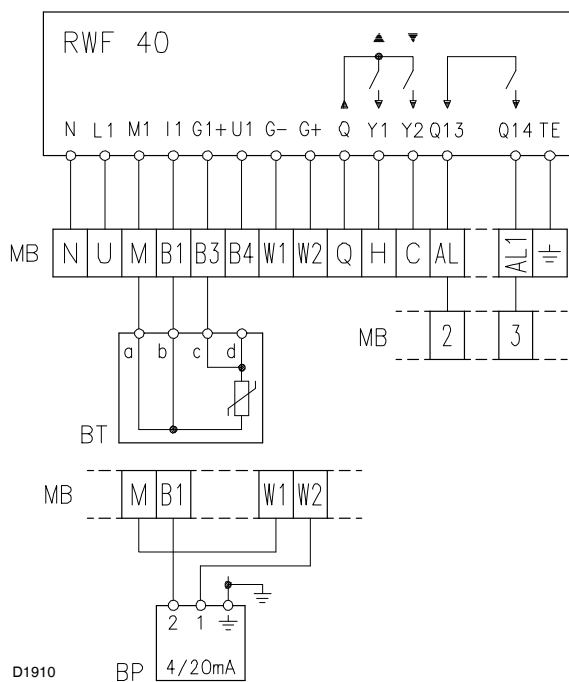 RWF 40
N L1 M1 I1 G1+ U1 G- G+ Q Y1 Y2 Q13 Q14 TE
MB N U M B1 B3 B4 W1 W2 Q H C AL AL1
MB 2 3
a b c d
BT
MB M B1 W1 W2
2 1
D1910 BP 4/20mA